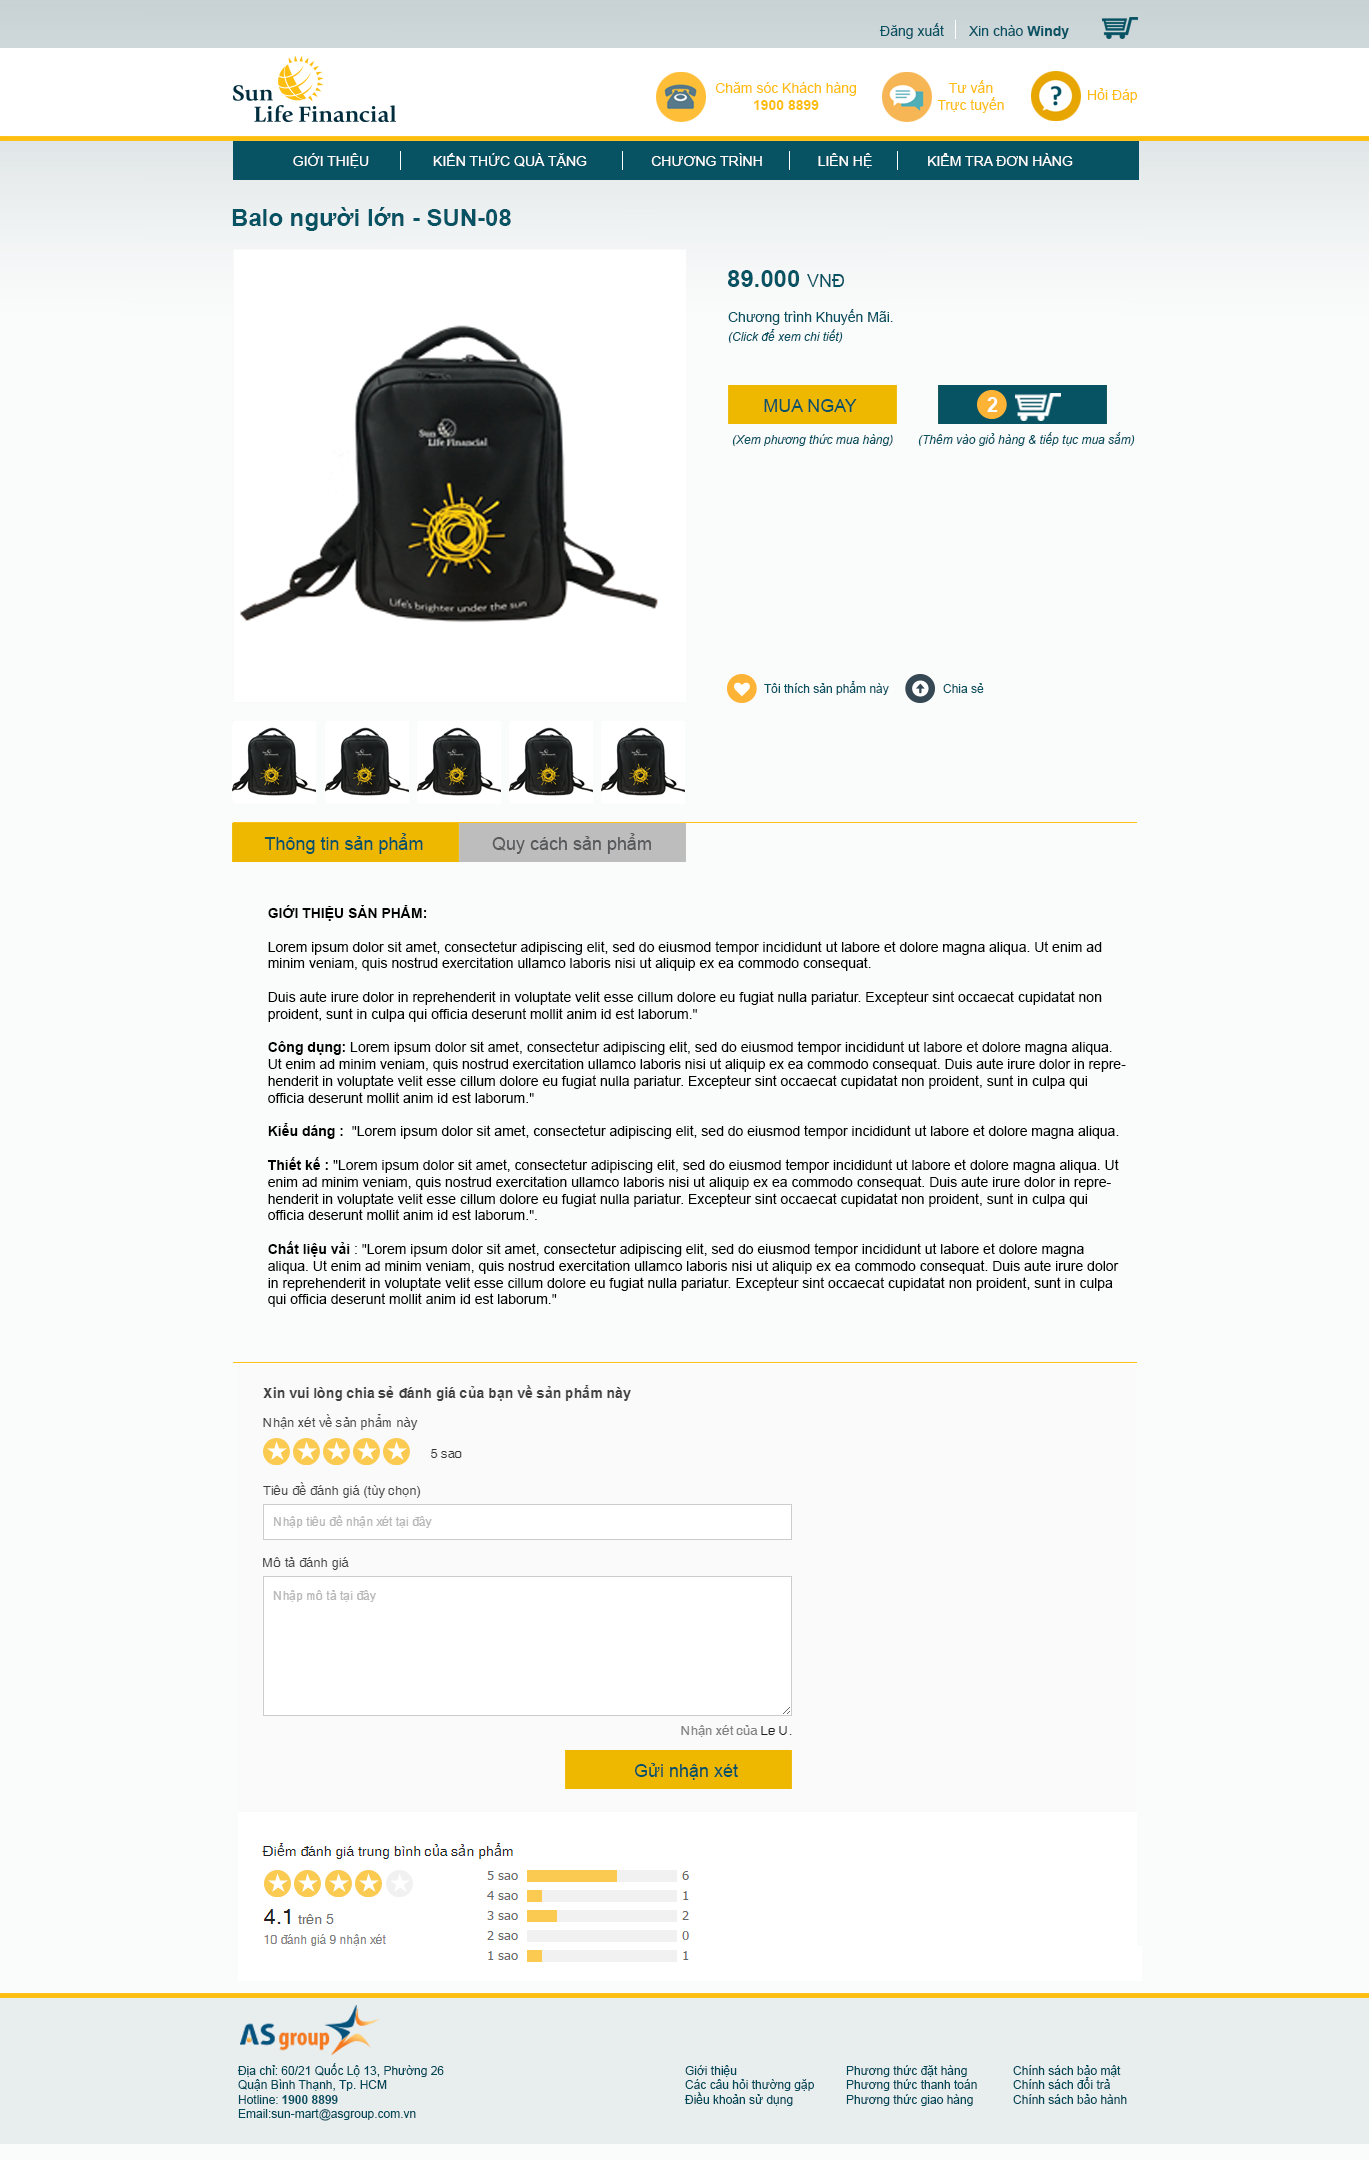 Đăng xuất
Xin chào Windy
Sun
Life Financial
Chăm sóc Khách hàng
1900 8899
Tư vấn
Trực tuyến
?
Hỏi Đáp
GIỚI THIỆU
KIẾN THỨC QUÀ TẶNG
CHƯƠNG TRÌNH
LIÊN HỆ
KIỂM TRA ĐƠN HÀNG
Balo người lớn - SUN-08
89.000 VNĐ
Chương trình Khuyến Mãi.
(Click để xem chi tiết)
MUA NGAY
2
(Xem phương thức mua hàng)
(Thêm vào giỏ hàng & tiếp tục mua sắm)
Sun
Life Financial
Life's brighter under the sun
Tôi thích sản phẩm này
Chia sẻ
Thông tin sản phẩm
Quy cách sản phẩm
GIỚI THIỆU SẢN PHẨM:
Lorem ipsum dolor sit amet, consectetur adipiscing elit, sed do eiusmod tempor incididunt ut labore et dolore magna aliqua. Ut enim ad
minim veniam, quis nostrud exercitation ullamco laboris nisi ut aliquip ex ea commodo consequat.
Duis aute irure dolor in reprehenderit in voluptate velit esse cillum dolore eu fugiat nulla pariatur. Excepteur sint occaecat cupidatat non
proident, sunt in culpa qui officia deserunt mollit anim id est laborum."
Công dụng: Lorem ipsum dolor sit amet, consectetur adipiscing elit, sed do eiusmod tempor incididunt ut labore et dolore magna aliqua.
Ut enim ad minim veniam, quis nostrud exercitation ullamco laboris nisi ut aliquip ex ea commodo consequat. Duis aute irure dolor in repre-
henderit in voluptate velit esse cillum dolore eu fugiat nulla pariatur. Excepteur sint occaecat cupidatat non proident, sunt in culpa qui
officia deserunt mollit anim id est laborum."
Kiểu dáng : "Lorem ipsum dolor sit amet, consectetur adipiscing elit, sed do eiusmod tempor incididunt ut labore et dolore magna aliqua.
Thiết kế : "Lorem ipsum dolor sit amet, consectetur adipiscing elit, sed do eiusmod tempor incididunt ut labore et dolore magna aliqua. Ut
enim ad minim veniam, quis nostrud exercitation ullamco laboris nisi ut aliquip ex ea commodo consequat. Duis aute irure dolor in repre-
henderit in voluptate velit esse cillum dolore eu fugiat nulla pariatur. Excepteur sint occaecat cupidatat non proident, sunt in culpa qui
officia deserunt mollit anim id est laborum.".
Chất liệu vải : "Lorem ipsum dolor sit amet, consectetur adipiscing elit, sed do eiusmod tempor incididunt ut labore et dolore magna
aliqua. Ut enim ad minim veniam, quis nostrud exercitation ullamco laboris nisi ut aliquip ex ea commodo consequat. Duis aute irure dolor
in reprehenderit in voluptate velit esse cillum dolore eu fugiat nulla pariatur. Excepteur sint occaecat cupidatat non proident, sunt in culpa
qui officia deserunt mollit anim id est laborum."
Xin vui lòng chia sẻ đánh giá của bạn về sản phẩm này
Nhận xét về sản phẩm này
5 sao
Tiêu đề đánh giá (tùy chọn)
Nhập tiêu đề nhận xét tại đây
Mô tả đánh giá
Nhập mô tả tại đây
Nhận xét của Le U.
Gửi nhận xét
Điểm đánh giá trung bình của sản phẩm
4.1 trên 5
10 đánh giá 9 nhận xét
5 sao 6
4 sao 1
3 sao 2
2 sao 0
1 sao 1
AS group
Địa chỉ: 60/21 Quốc Lộ 13, Phường 26
Quận Bình Thạnh, Tp. HCM
Hotline: 1900 8899
Email:sun-mart@asgroup.com.vn
Giới thiệu
Các câu hỏi thường gặp
Điều khoản sử dụng
Phương thức đặt hàng
Phương thức thanh toán
Phương thức giao hàng
Chính sách bảo mật
Chính sách đổi trả
Chính sách bảo hành